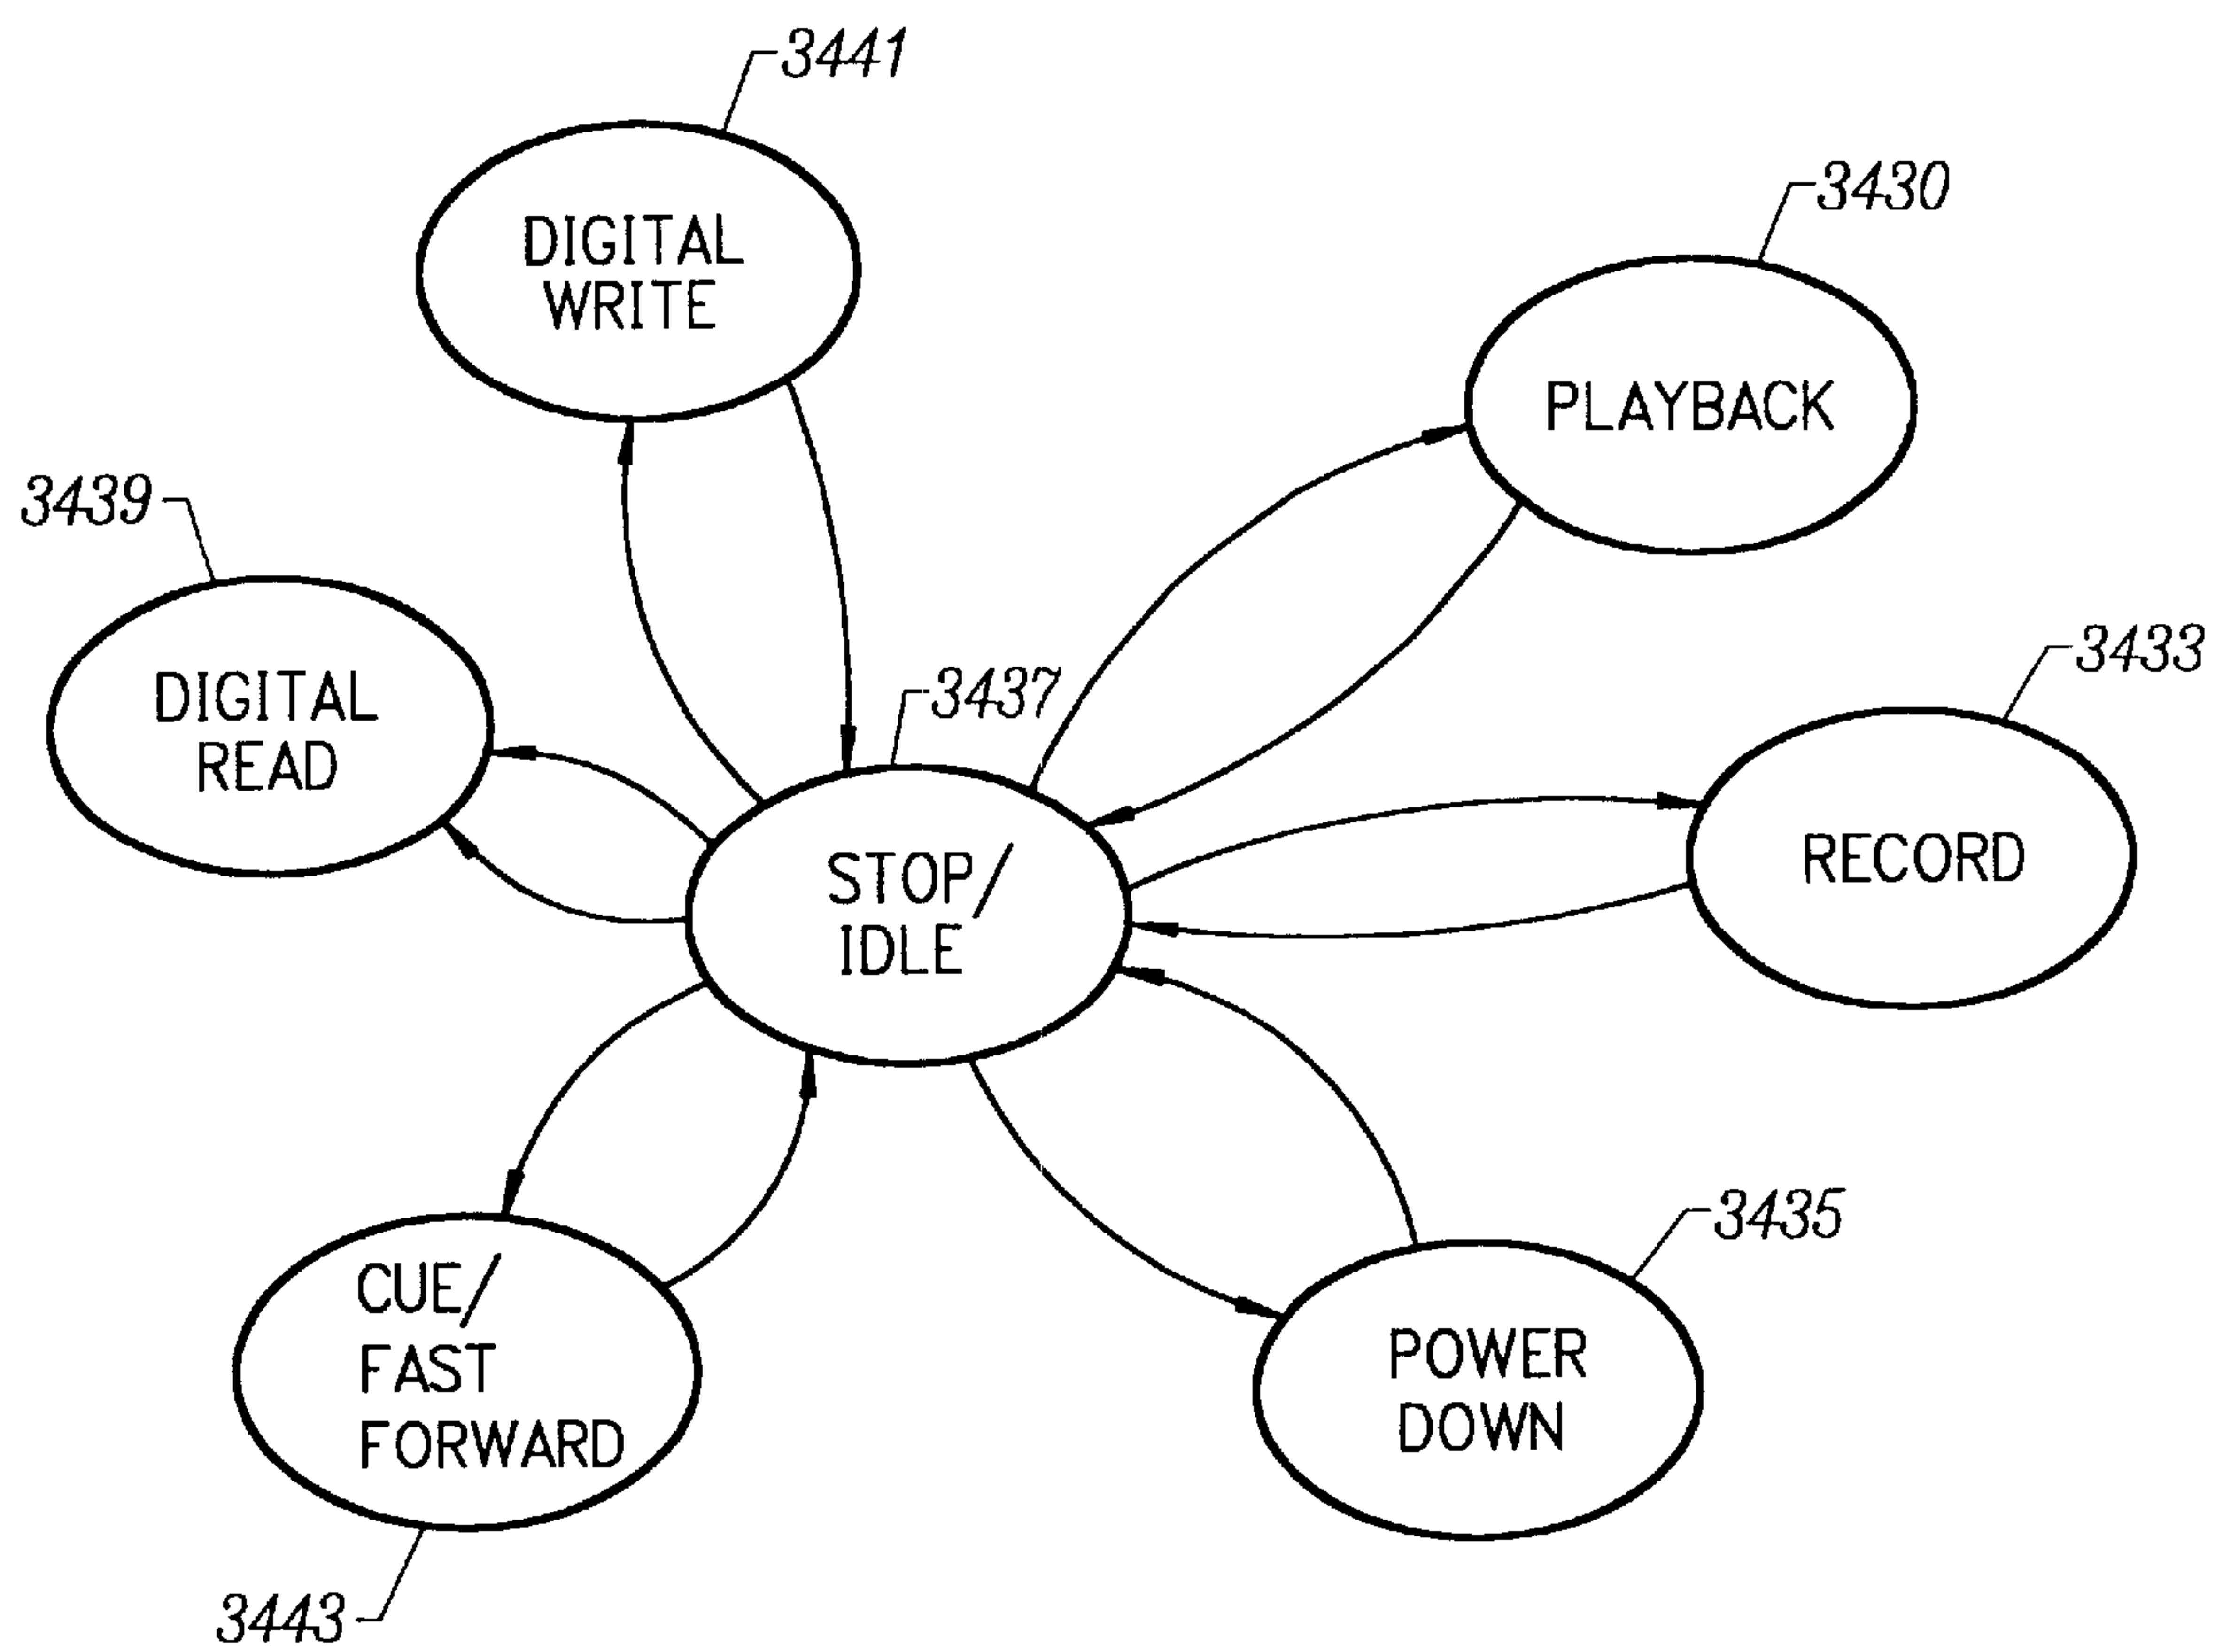 3441
DIGITAL
WRITE
3430
PLAYBACK
3439
DIGITAL
READ
3437
STOP/
IDLE
3433
RECORD
CUE/
FAST
FORWARD
3443
3435
POWER
DOWN